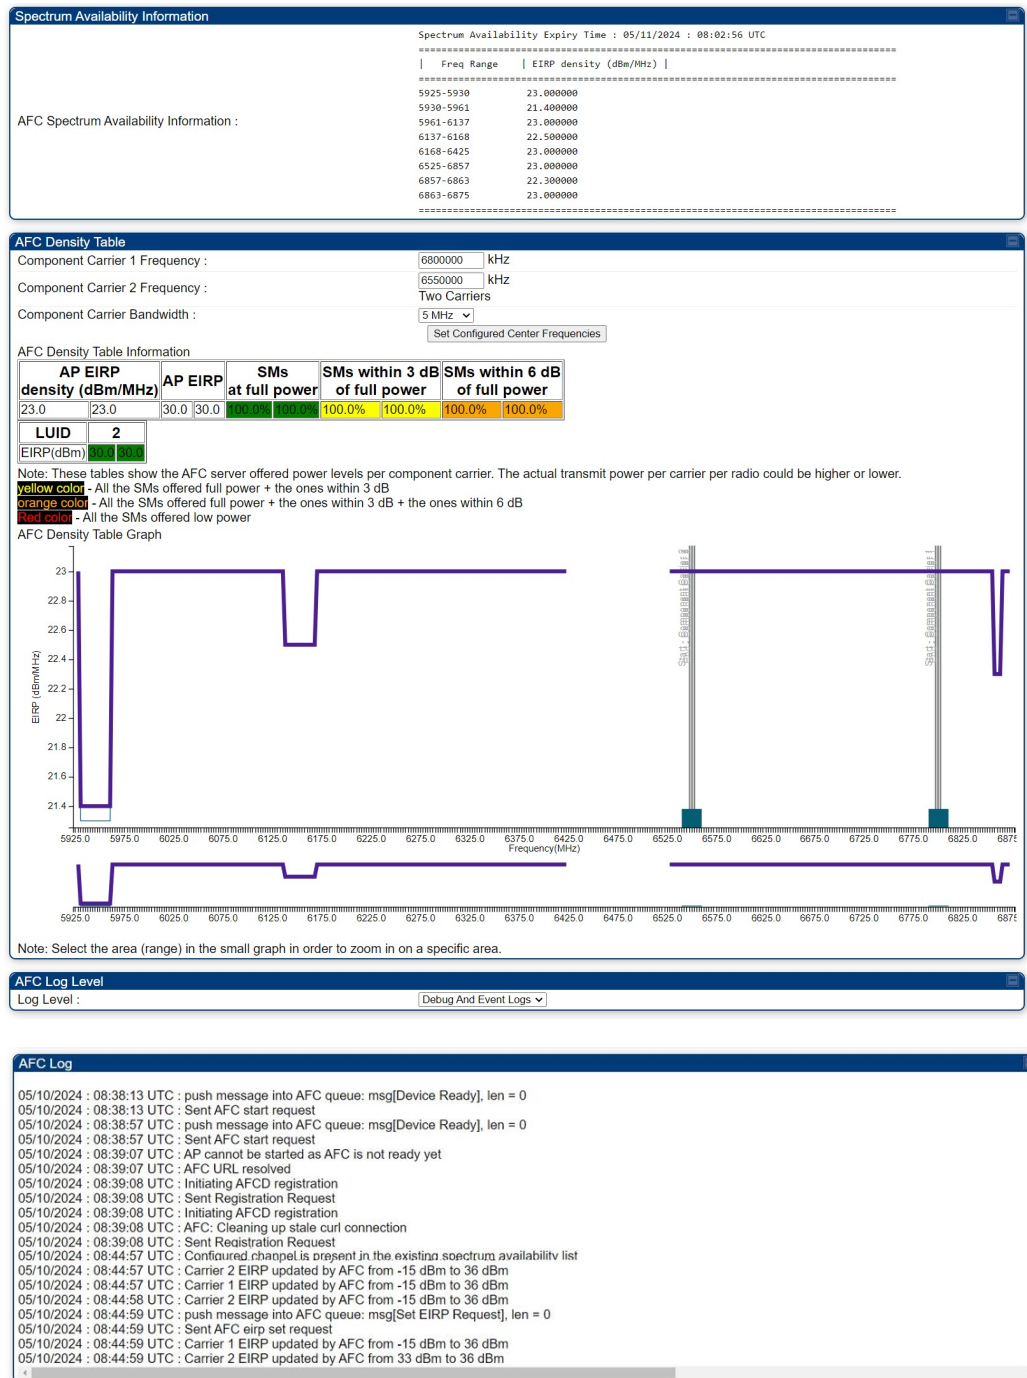 Spectrum Availability Information
Spectrum Availability Expiry Time : 05/11/2024 : 08:02:56 UTC
===================================================================================
| Freq Range | EIRP density (dBm/MHz) |
===================================================================================
5925-5930 23.000000
5930-5961 21.400000
AFC Spectrum Availability Information :
5961-6137 23.000000
6137-6168 22.500000
6168-6425 23.000000
6525-6857 23.000000
6857-6863 22.300000
6863-6875 23.000000
===================================================================================
AFC Density Table
Component Carrier 1 Frequency : 6800000 kHz
Component Carrier 2 Frequency : 6550000 kHz
Two Carriers
Component Carrier Bandwidth : 5 MHz
Set Configured Center Frequencies
AFC Density Table Information
AP EIRP density (dBm/MHz) AP EIRP SMs at full power SMs within 3 dB of full power SMs within 6 dB of full power
23.0 23.0 30.0 30.0 100.0% 100.0% 100.0% 100.0% 100.0% 100.0%
LUID 2
EIRP(dBm) 30.0 30.0
Note: These tables show the AFC server offered power levels per component carrier. The actual transmit power per carrier per radio could be higher or lower.
yellow color - All the SMs offered full power + the ones within 3 dB
orange color - All the SMs offered full power + the ones within 3 dB + the ones within 6 dB
Red color - All the SMs offered low power
AFC Density Table Graph
23
22.8
22.6
22.4
22.2
22
21.8
21.6
21.4
EIRP (dBm/MHz)
5925.0 5975.0 6025.0 6075.0 6125.0 6175.0 6225.0 6275.0 6325.0 6375.0 6425.0 6475.0 6525.0 6575.0 6625.0 6675.0 6725.0 6775.0 6825.0 6875
Frequency(MHz)
5925.0 5975.0 6025.0 6075.0 6125.0 6175.0 6225.0 6275.0 6325.0 6375.0 6425.0 6475.0 6525.0 6575.0 6625.0 6675.0 6725.0 6775.0 6825.0 6875
Note: Select the area (range) in the small graph in order to zoom in on a specific area.
AFC Log Level
Log Level : Debug And Event Logs
AFC Log
05/10/2024 : 08:38:13 UTC : push message into AFC queue: msg[Device Ready], len = 0
05/10/2024 : 08:38:13 UTC : Sent AFC start request
05/10/2024 : 08:38:57 UTC : push message into AFC queue: msg[Device Ready], len = 0
05/10/2024 : 08:38:57 UTC : Sent AFC start request
05/10/2024 : 08:39:07 UTC : AP cannot be started as AFC is not ready yet
05/10/2024 : 08:39:07 UTC : AFC URL resolved
05/10/2024 : 08:39:08 UTC : Initiating AFCD registration
05/10/2024 : 08:39:08 UTC : Sent Registration Request
05/10/2024 : 08:39:08 UTC : Initiating AFCD registration
05/10/2024 : 08:39:08 UTC : AFC: Cleaning up stale curl connection
05/10/2024 : 08:39:08 UTC : Sent Registration Request
05/10/2024 : 08:44:57 UTC : Configured channel is present in the existing spectrum availability list
05/10/2024 : 08:44:57 UTC : Carrier 2 EIRP updated by AFC from -15 dBm to 36 dBm
05/10/2024 : 08:44:57 UTC : Carrier 1 EIRP updated by AFC from -15 dBm to 36 dBm
05/10/2024 : 08:44:58 UTC : Carrier 2 EIRP updated by AFC from -15 dBm to 36 dBm
05/10/2024 : 08:44:59 UTC : push message into AFC queue: msg[Set EIRP Request], len = 0
05/10/2024 : 08:44:59 UTC : Sent AFC eirp set request
05/10/2024 : 08:44:59 UTC : Carrier 1 EIRP updated by AFC from -15 dBm to 36 dBm
05/10/2024 : 08:44:59 UTC : Carrier 2 EIRP updated by AFC from 33 dBm to 36 dBm